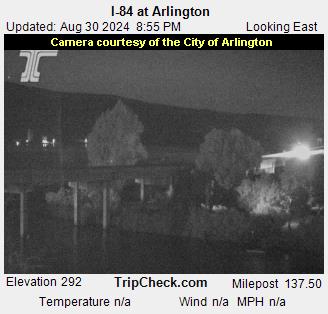 I-84 at Arlington
Updated: Aug 30 2024 8:55 PM Looking East
Camera courtesy of the City of Arlington
Elevation 292 TripCheck.com Milepost 137.50
Temperature n/a Wind n/a MPH n/a